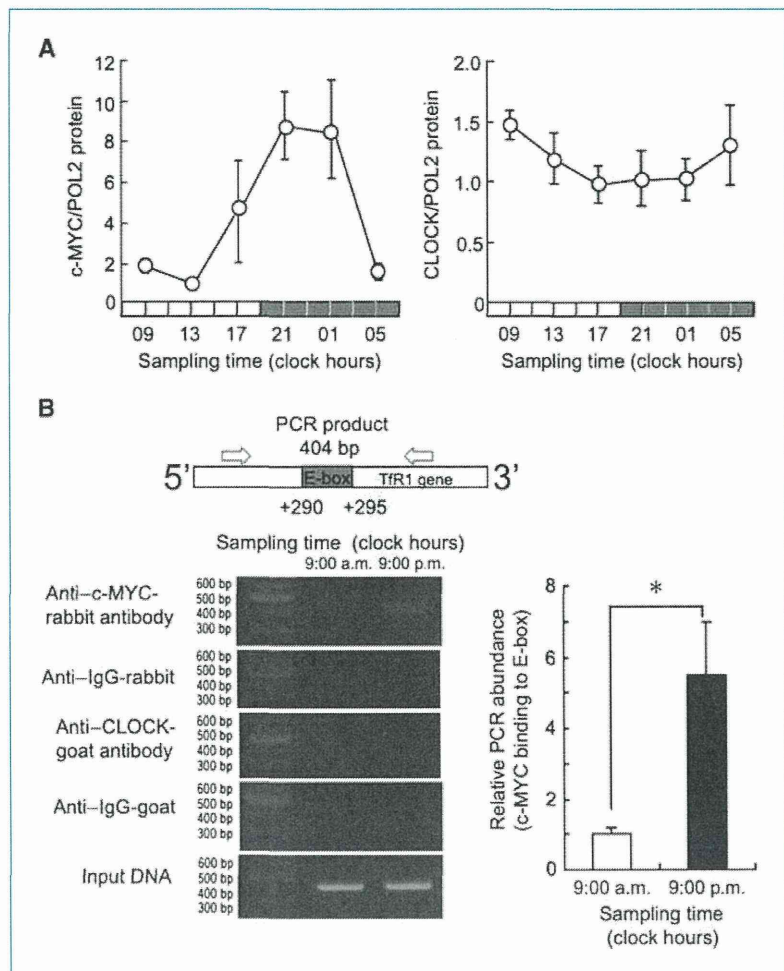 A
c-MYC/POL2 protein
12
10
8
6
4
2
0
09 13 17 21 01 05
Sampling time (clock hours)
CLOCK/POL2 protein
2.0
1.5
1.0
0.5
0
09 13 17 21 01 05
Sampling time (clock hours)
B
PCR product
404 bp
5’ E-box TfR1 gene 3’
+290 +295
Sampling time (clock hours)
9:00 a.m. 9:00 p.m.
Anti–c-MYC-
rabbit antibody
600 bp
500 bp
400 bp
300 bp
Anti–IgG-rabbit
600 bp
500 bp
400 bp
300 bp
Anti–CLOCK-
goat antibody
600 bp
500 bp
400 bp
300 bp
Anti–IgG-goat
600 bp
500 bp
400 bp
300 bp
Input DNA
600 bp
500 bp
400 bp
300 bp
Relative PCR abundance
(c-MYC binding to E-box)
8
6
4
2
0
*
9:00 a.m. 9:00 p.m.
Sampling time
(clock hours)